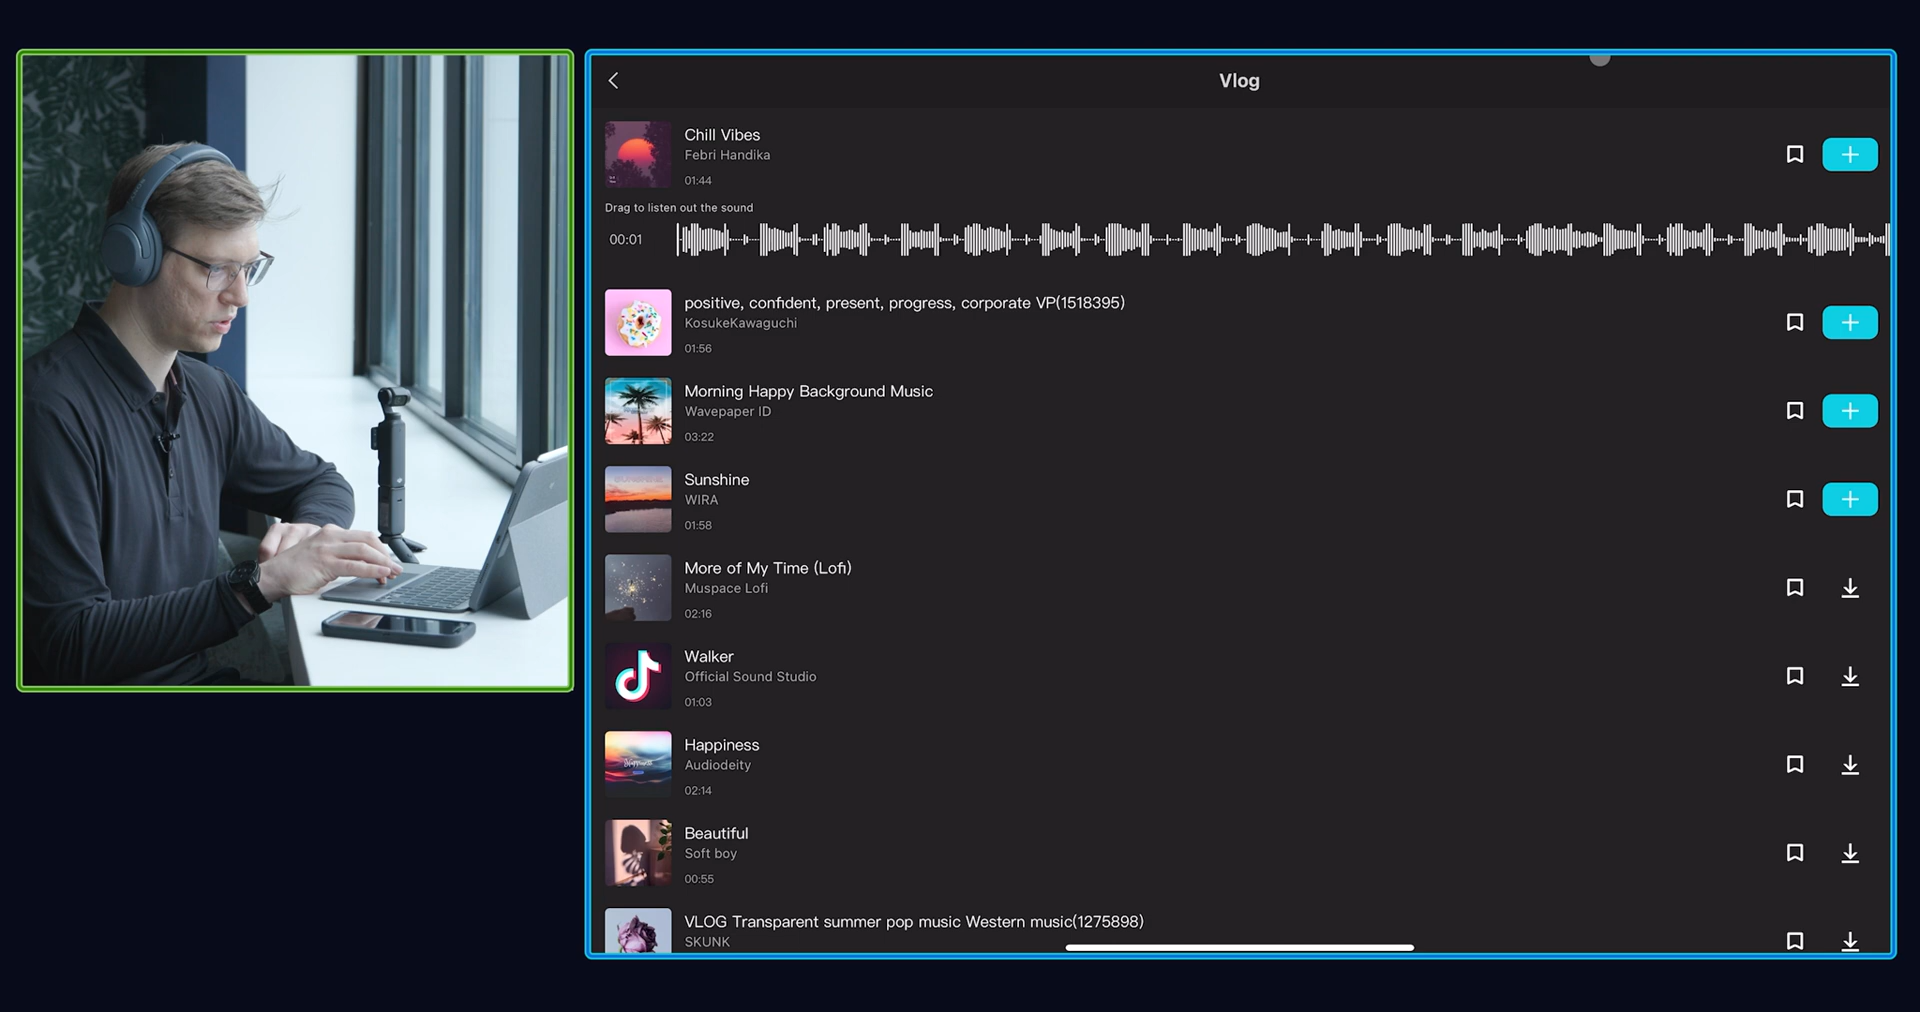 Vlog
Chill Vibes
Febri Handika
01:44
Drag to listen out the sound
00:01
positive, confident, present, progress, corporate VP(1518395)
KosukeKawaguchi
01:56
Morning Happy Background Music
Wavepaper ID
03:22
Sunshine
WIRA
01:58
More of My Time (Lofi)
Muspace Lofi
02:16
Walker
Official Sound Studio
01:03
Happiness
Audiodeity
02:14
Beautiful
Soft boy
00:55
VLOG Transparent summer pop music Western music(1275898)
SKUNK